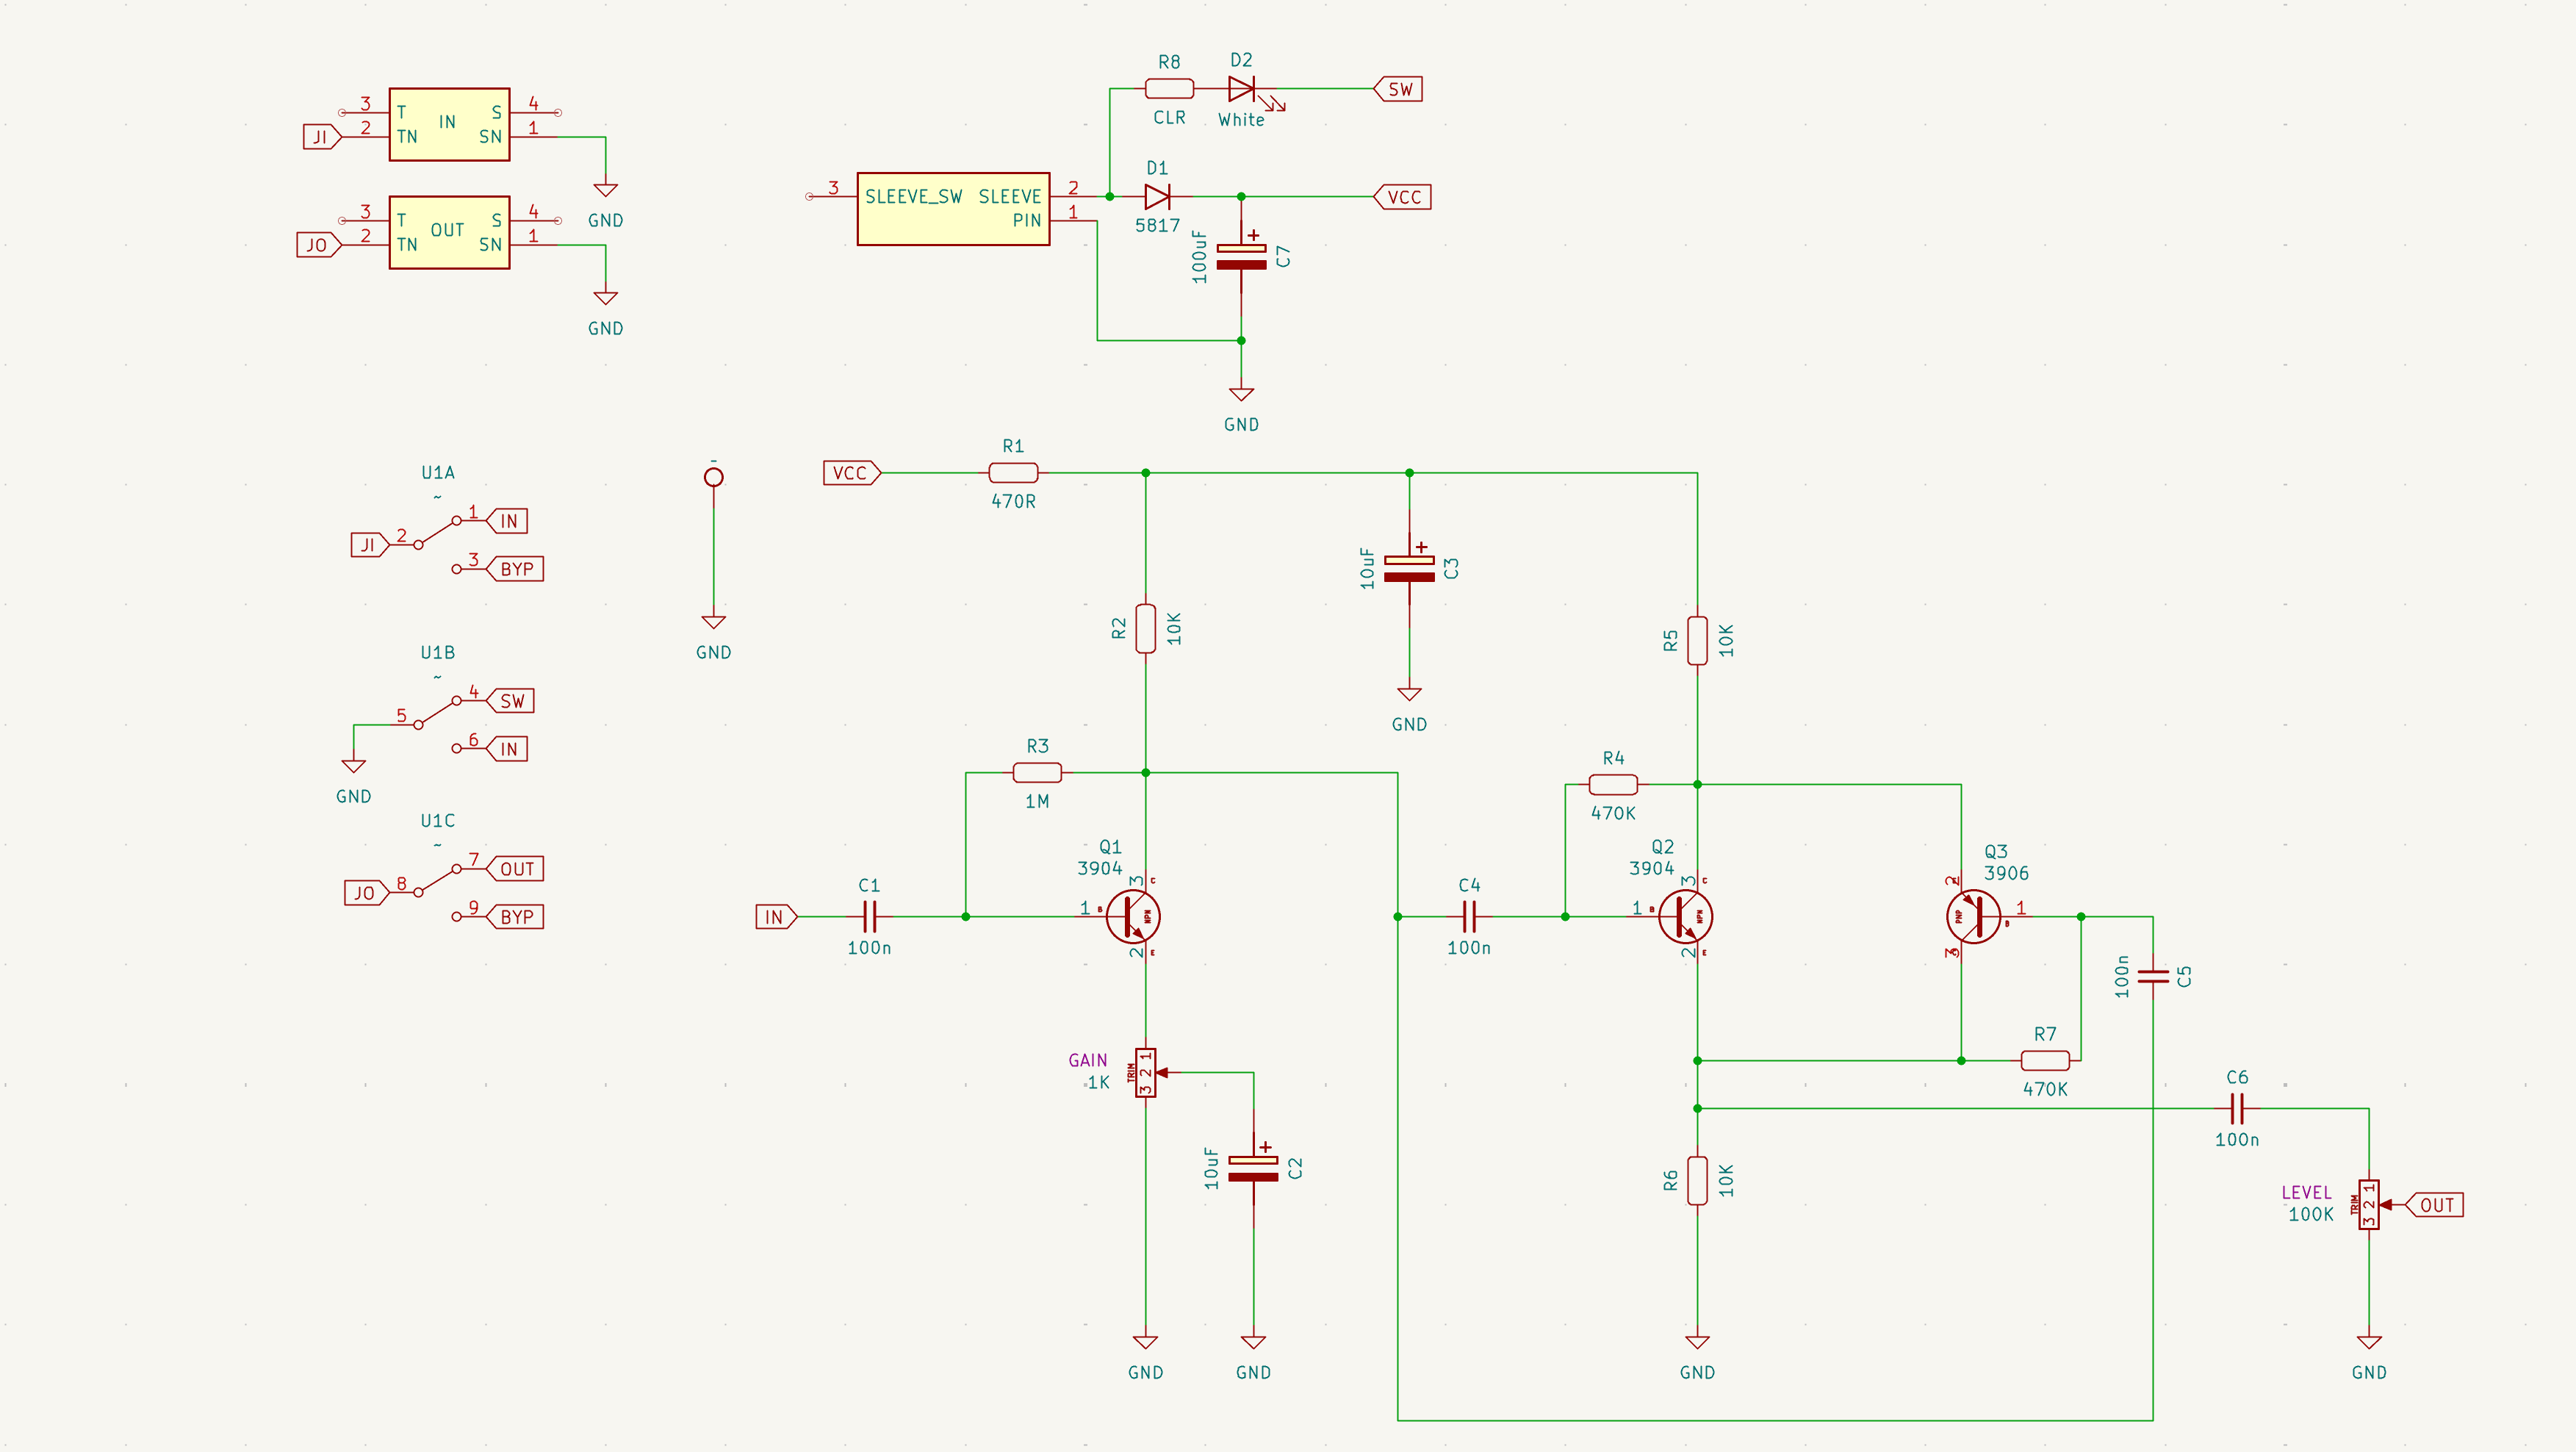 R8
CLR
D2
White
SW
3 T IN S 4
JI 2 TN SN 1
GND
3 T OUT S 4
JO 2 TN SN 1
GND
3 SLEEVE_SW SLEEVE 2
PIN 1
D1
5817
VCC
100uF
+
C7
GND
U1A
~
JI 2
1 IN
3 BYP
U1B
~
5
4 SW
6 IN
GND
U1C
~
JO 8
7 OUT
9 BYP
-
GND
VCC
R1
470R
R2
10K
10uF
+
C3
GND
R5
10K
R3
1M
R4
470K
IN
C1
100n
Q1
3904
1 B
3 C
NPN
2 E
C4
100n
Q2
3904
1 B
3 C
NPN
2 E
Q3
3906
2
PNP
1
B
3
100n
C5
R7
470K
GAIN
1K
TRIM
1
2
3
10uF
+
C2
GND
GND
R6
10K
GND
C6
100n
LEVEL
100K
TRIM
1
2
3
OUT
GND